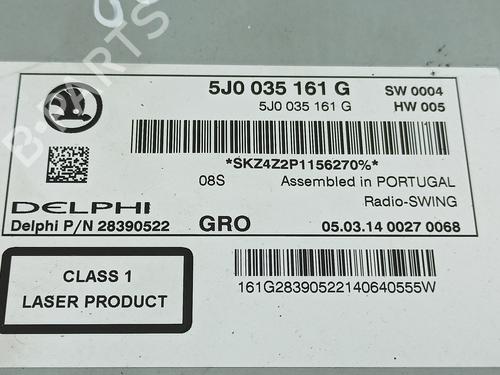 5J0 035 161 G SW 0004
5J0 035 161 G HW 005
*SKZ4Z2P1156270%*
08S Assembled in PORTUGAL
Radio-SWING
DELPHI
Delphi P/N 28390522 GRO 05.03.14 0027 0068
CLASS 1
LASER PRODUCT
161G28390522140640555W
B-PARTS